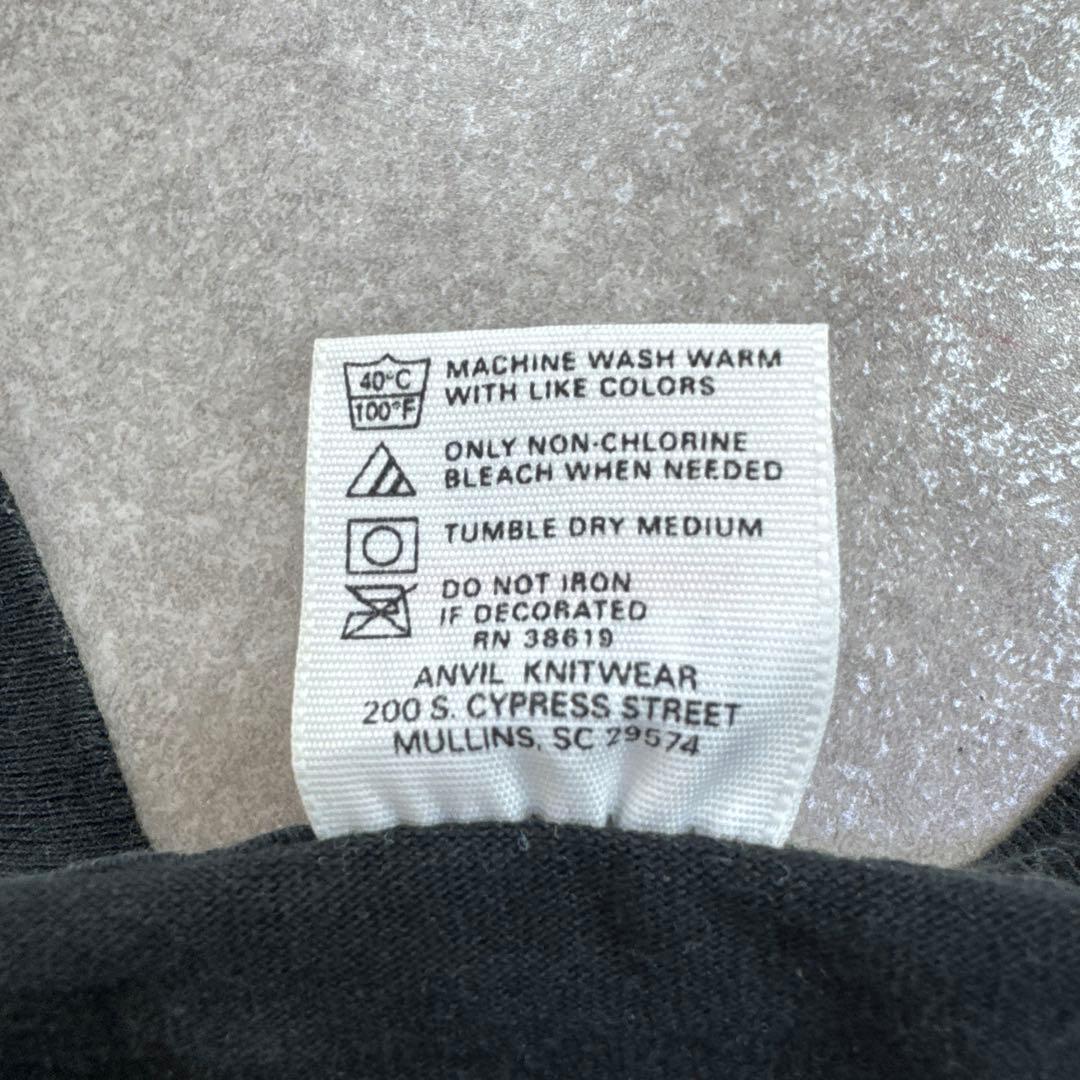 40°C
100°F
MACHINE WASH WARM
WITH LIKE COLORS
ONLY NON-CHLORINE
BLEACH WHEN NEEDED
TUMBLE DRY MEDIUM
DO NOT IRON
IF DECORATED
RN 38619
ANVIL KNITWEAR
200 S. CYPRESS STREET
MULLINS, SC 29574